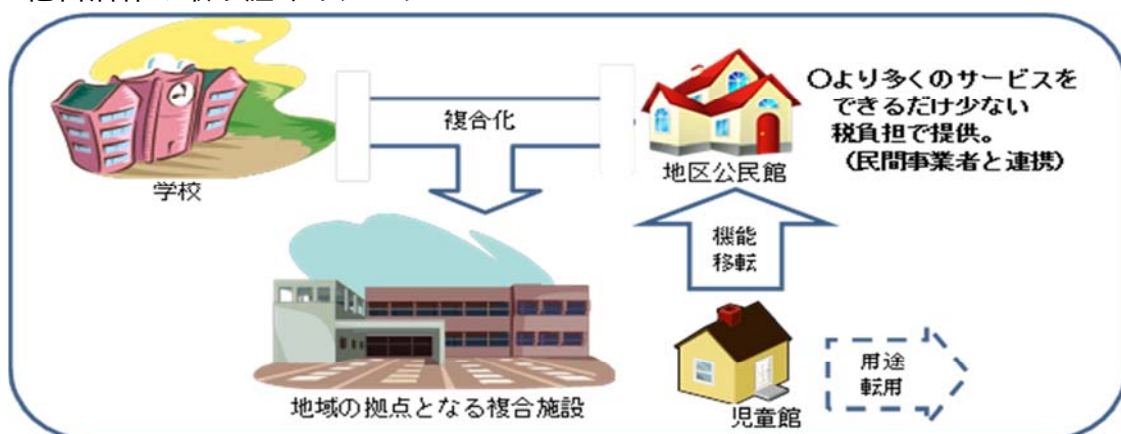 複合化
学校
地区公民館
○より多くのサービスを
できるだけ少ない
税負担で提供。
(民間事業者と連携)
機能
移転
地域の拠点となる複合施設
児童館
用途
転用